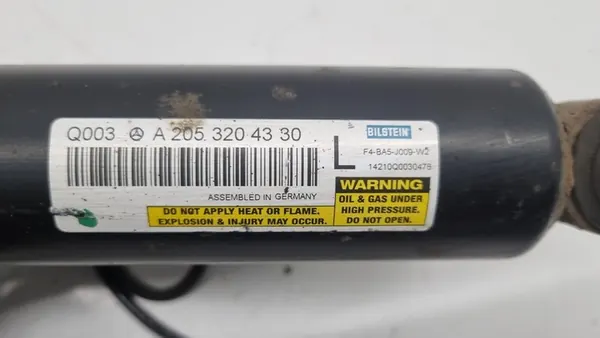 Q003 A 205 320 43 30
L
BILSTEIN
F4-BA5-J009-W2
14210Q0030479
ASSEMBLED IN GERMANY
DO NOT APPLY HEAT OR FLAME.
EXPLOSION & INJURY MAY OCCUR.
WARNING
OIL & GAS UNDER
HIGH PRESSURE.
DO NOT OPEN.